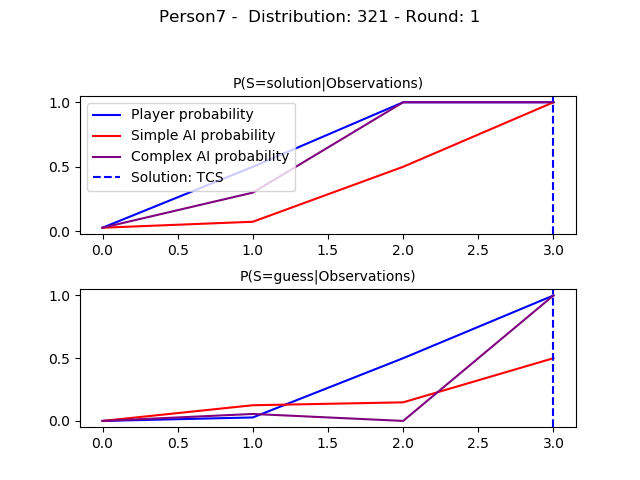 Person7 -  Distribution: 321 - Round: 1
P(S=solution|Observations)
1.0
0.5
0.0
Player probability
Simple AI probability
Complex AI probability
Solution: TCS
0.0 0.5 1.0 1.5 2.0 2.5 3.0
P(S=guess|Observations)
1.0
0.5
0.0
0.0 0.5 1.0 1.5 2.0 2.5 3.0